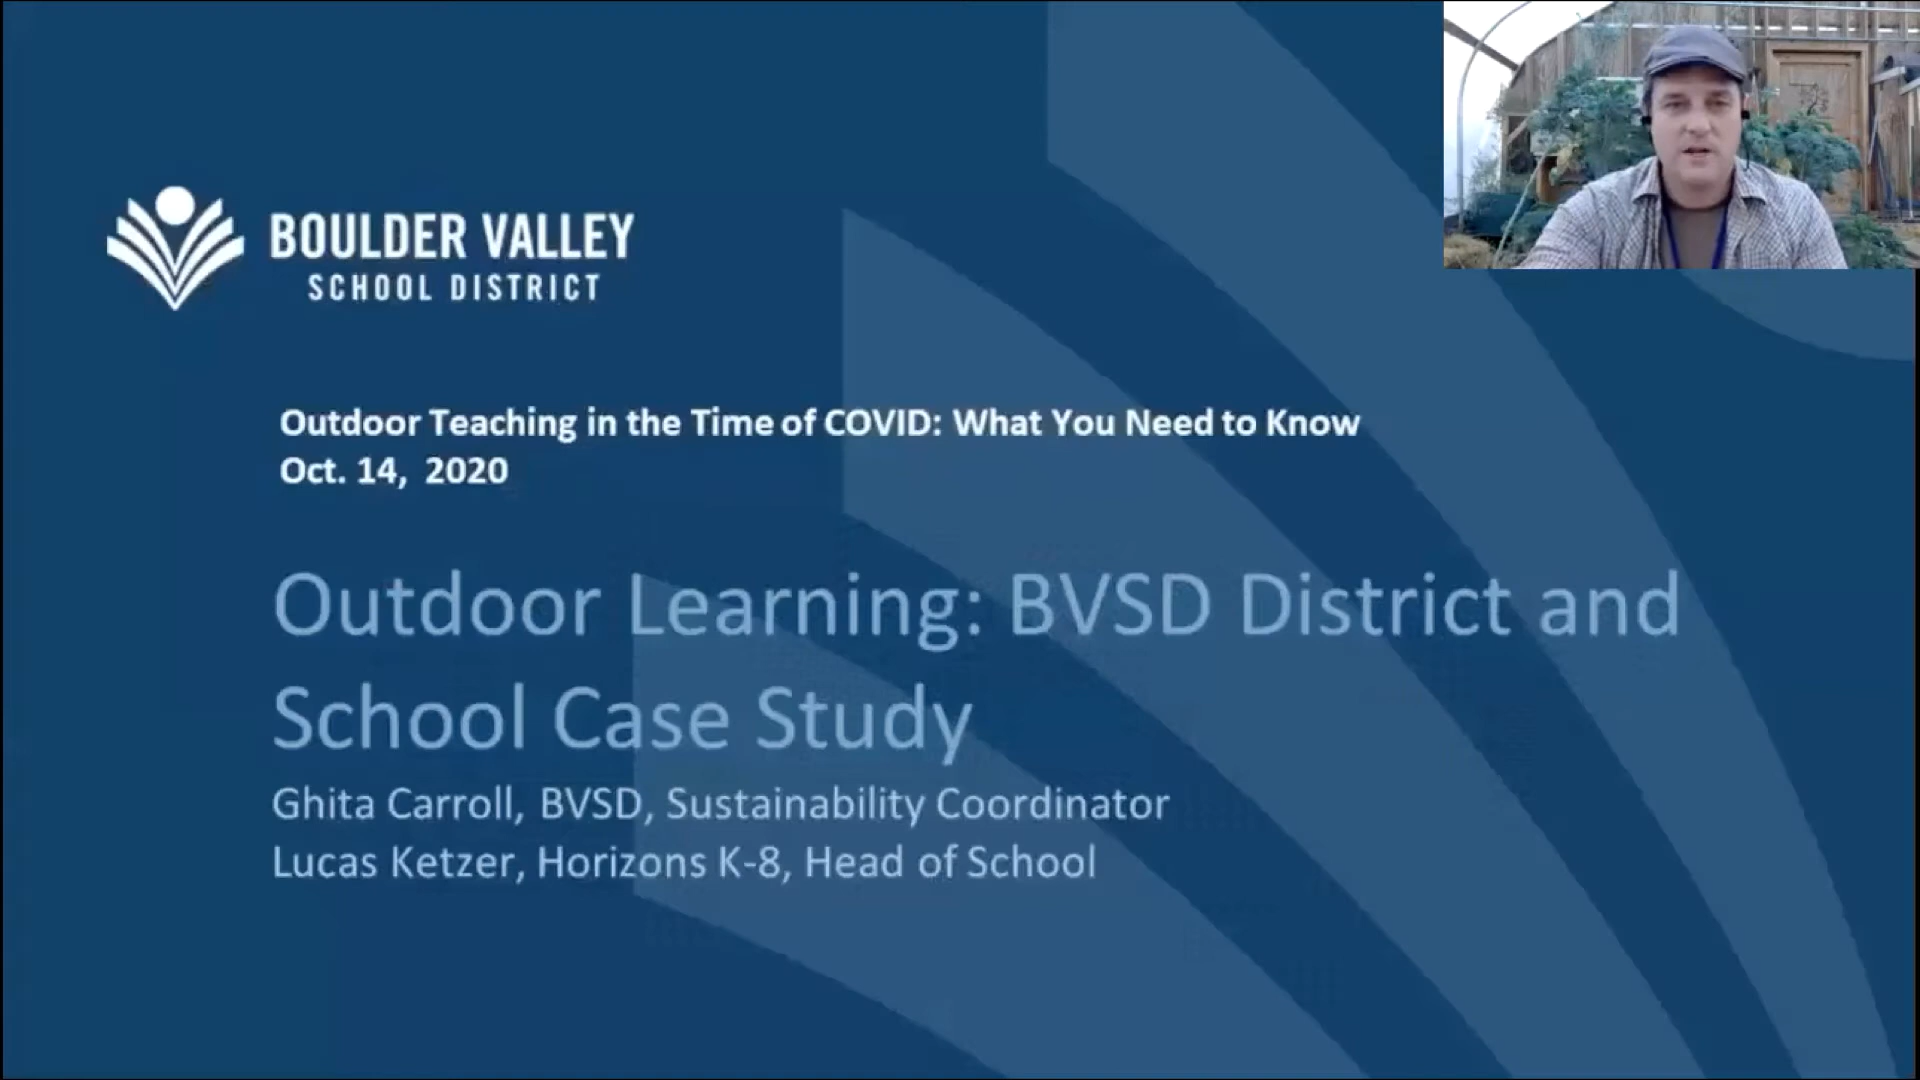 BOULDER VALLEY
SCHOOL DISTRICT
Outdoor Teaching in the Time of COVID: What You Need to Know
Oct. 14, 2020
Outdoor Learning: BVSD District and
School Case Study
Ghita Carroll, BVSD, Sustainability Coordinator
Lucas Ketzer, Horizons K-8, Head of School